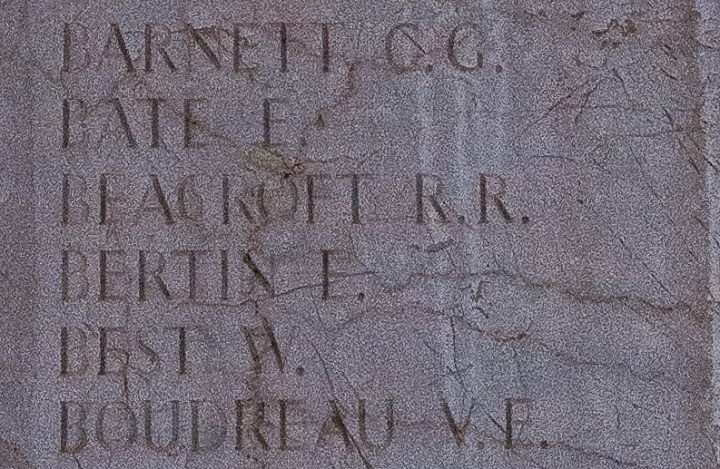 BARNETT, C.G.
BATE E.
BEACROFT R.R.
BERTIN E.
BEST W.
BOUDREAU V.E.